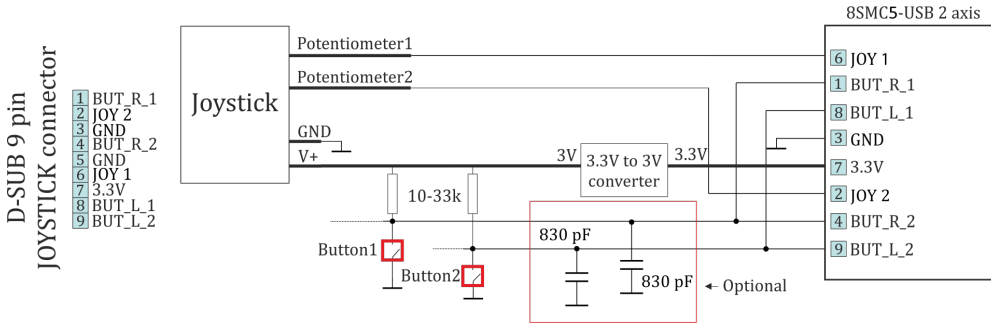 8SMC5-USB 2 axis
D-SUB 9 pin
JOYSTICK connector
1 BUT_R_1
2 JOY 2
3 GND
4 BUT_R_2
5 GND
6 JOY 1
7 3.3V
8 BUT_L_1
9 BUT_L_2
Joystick
Potentiometer1
Potentiometer2
GND
V+
3V
3.3V to 3V
converter
3.3V
10-33k
Button1
Button2
830 pF
830 pF
Optional
6 JOY 1
1 BUT_R_1
8 BUT_L_1
3 GND
7 3.3V
2 JOY 2
4 BUT_R_2
9 BUT_L_2